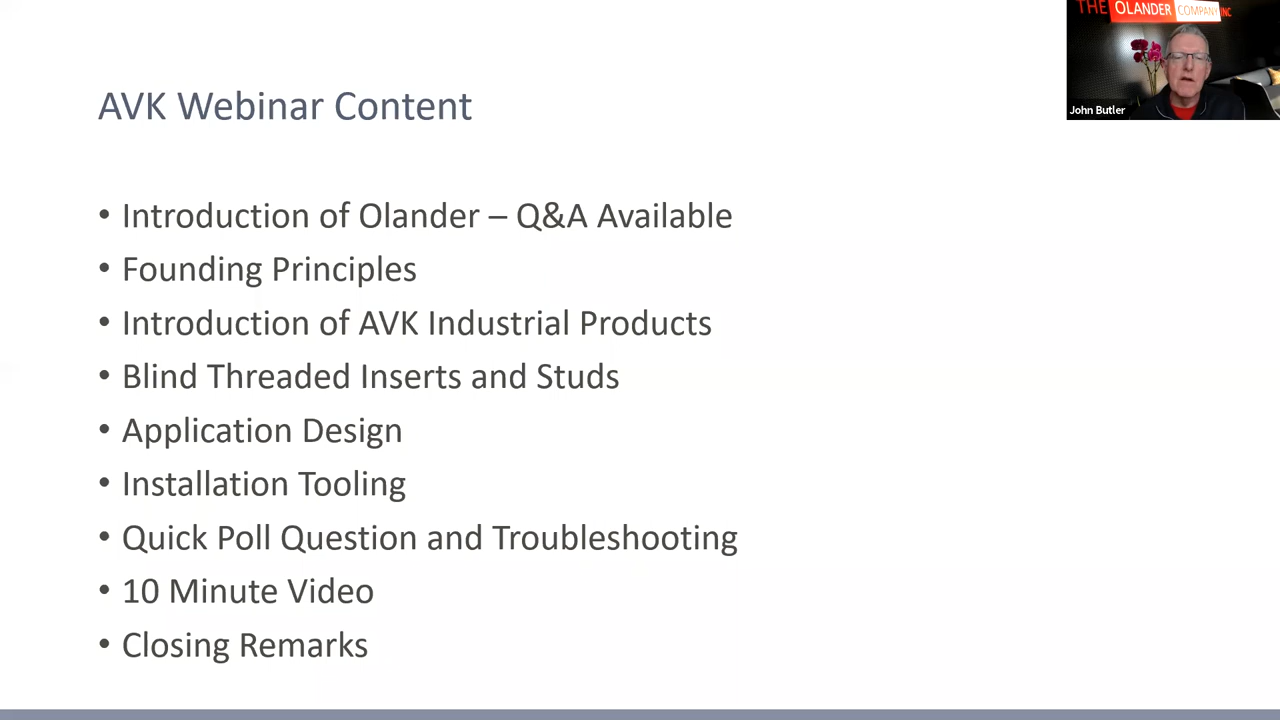 THE OLANDER COMPANY INC
John Butler
AVK Webinar Content
• Introduction of Olander – Q&A Available
• Founding Principles
• Introduction of AVK Industrial Products
• Blind Threaded Inserts and Studs
• Application Design
• Installation Tooling
• Quick Poll Question and Troubleshooting
• 10 Minute Video
• Closing Remarks